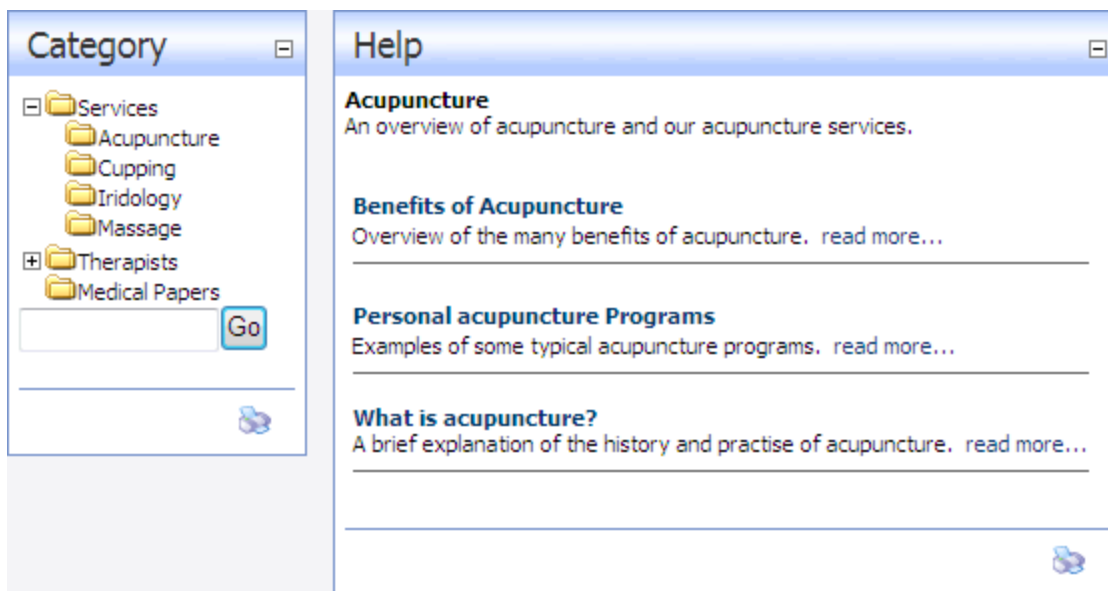 Category
Services
Acupuncture
Cupping
Iridology
Massage
Therapists
Medical Papers
Go
Help
Acupuncture
An overview of acupuncture and our acupuncture services.
Benefits of Acupuncture
Overview of the many benefits of acupuncture. read more...
Personal acupuncture Programs
Examples of some typical acupuncture programs. read more...
What is acupuncture?
A brief explanation of the history and practise of acupuncture. read more...